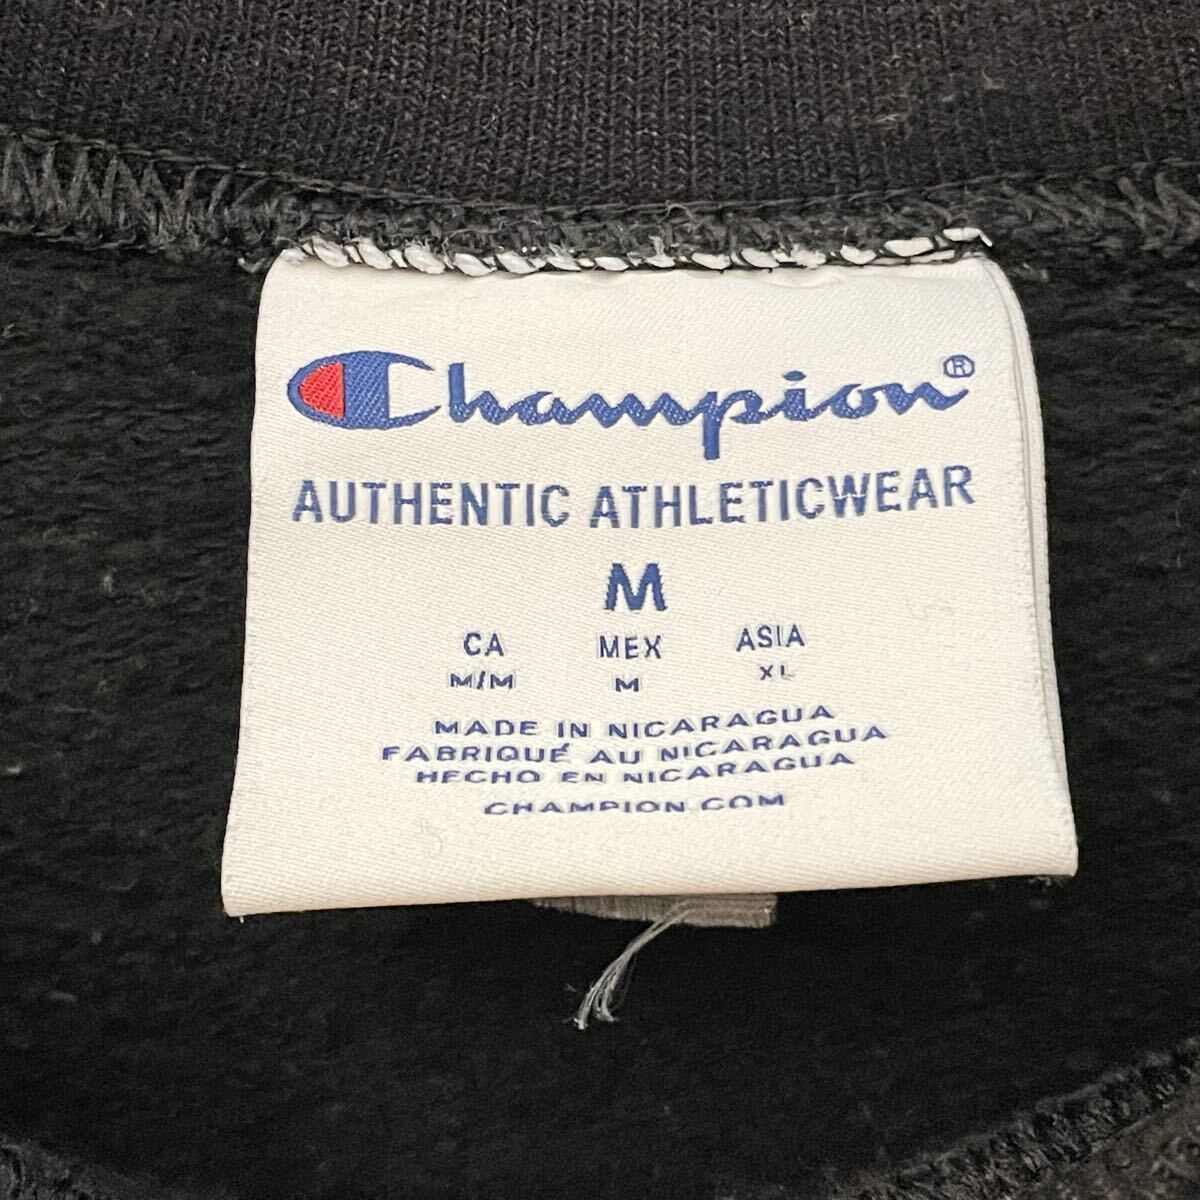 Champion®
AUTHENTIC ATHLETICWEAR
M
CA MEX ASIA
M/M M XL
MADE IN NICARAGUA
FABRIQUÉ AU NICARAGUA
HECHO EN NICARAGUA
CHAMPION.COM